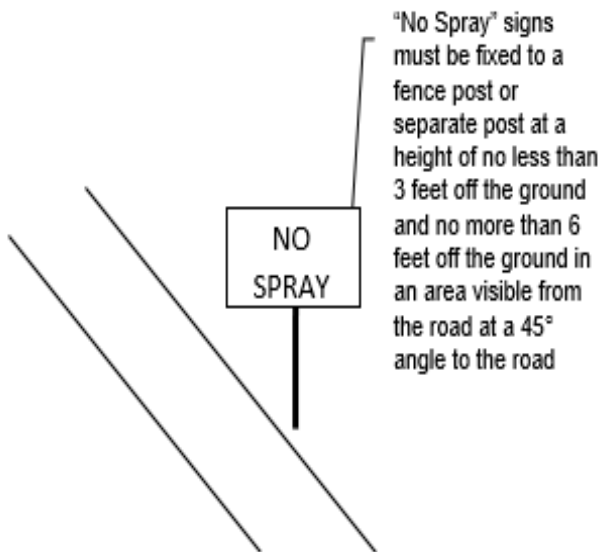 “No Spray” signs
must be fixed to a
fence post or
separate post at a
height of no less than
3 feet off the ground
and no more than 6
feet off the ground in
an area visible from
the road at a 45°
angle to the road
NO
SPRAY